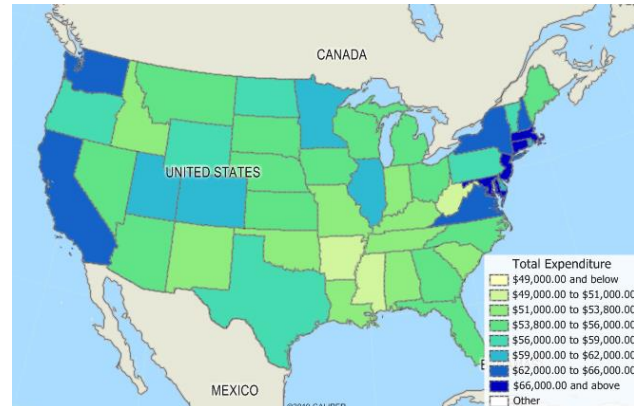 CANADA
UNITED STATES
MEXICO
Total Expenditure
$49,000.00 and below
$49,000.00 to $51,000.00
$51,000.00 to $53,800.00
$53,800.00 to $56,000.00
$56,000.00 to $59,000.00
$59,000.00 to $62,000.00
$62,000.00 to $66,000.00
$66,000.00 and above
Other
CALIPER